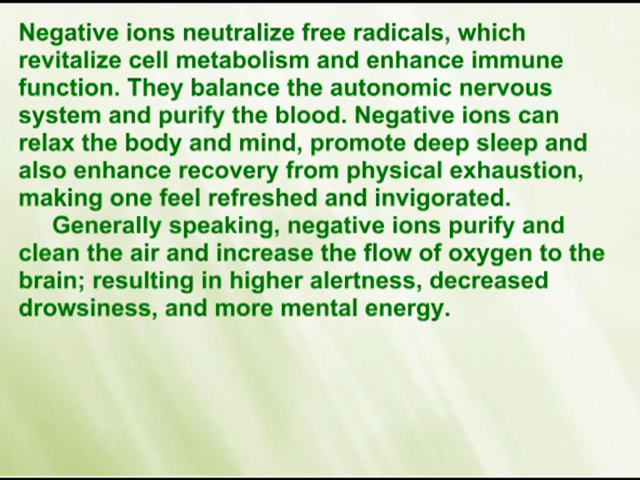 Negative ions neutralize free radicals, which
revitalize cell metabolism and enhance immune
function. They balance the autonomic nervous
system and purify the blood. Negative ions can
relax the body and mind, promote deep sleep and
also enhance recovery from physical exhaustion,
making one feel refreshed and invigorated.
Generally speaking, negative ions purify and
clean the air and increase the flow of oxygen to the
brain; resulting in higher alertness, decreased
drowsiness, and more mental energy.